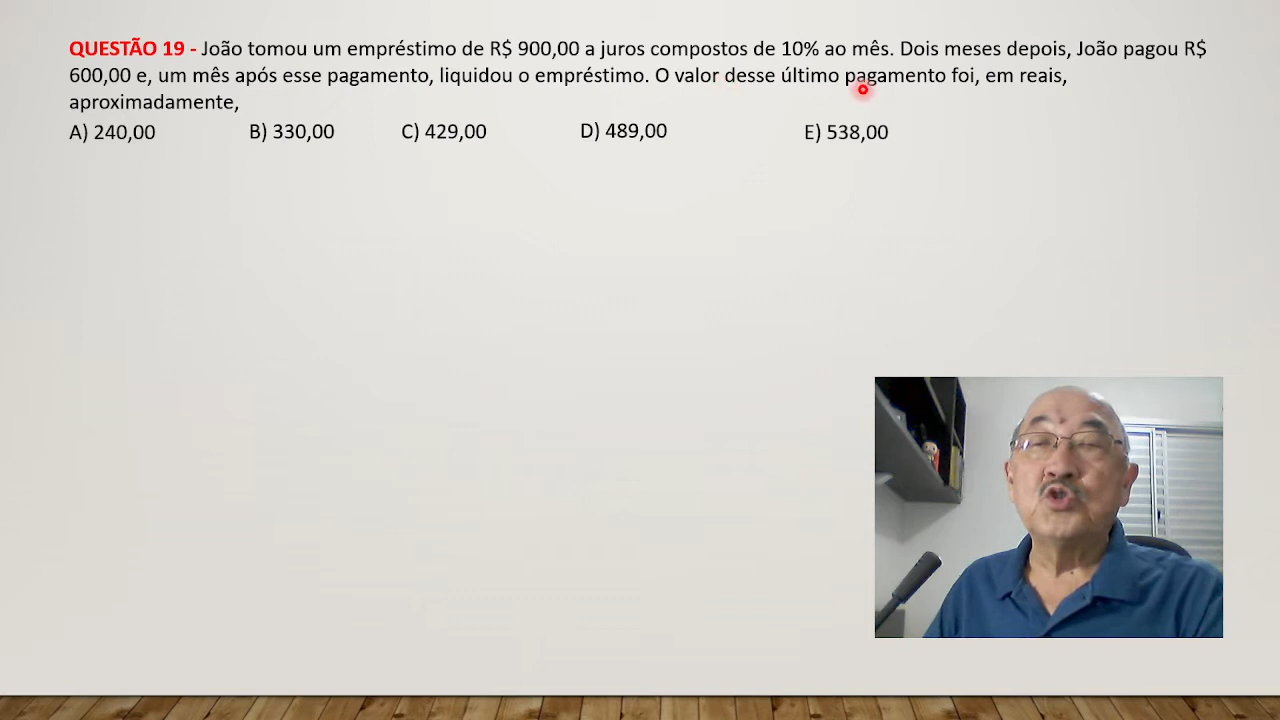 QUESTÃO 19 - João tomou um empréstimo de R$ 900,00 a juros compostos de 10% ao mês. Dois meses depois, João pagou R$
600,00 e, um mês após esse pagamento, liquidou o empréstimo. O valor desse último pagamento foi, em reais,
aproximadamente,
A) 240,00 B) 330,00 C) 429,00 D) 489,00 E) 538,00